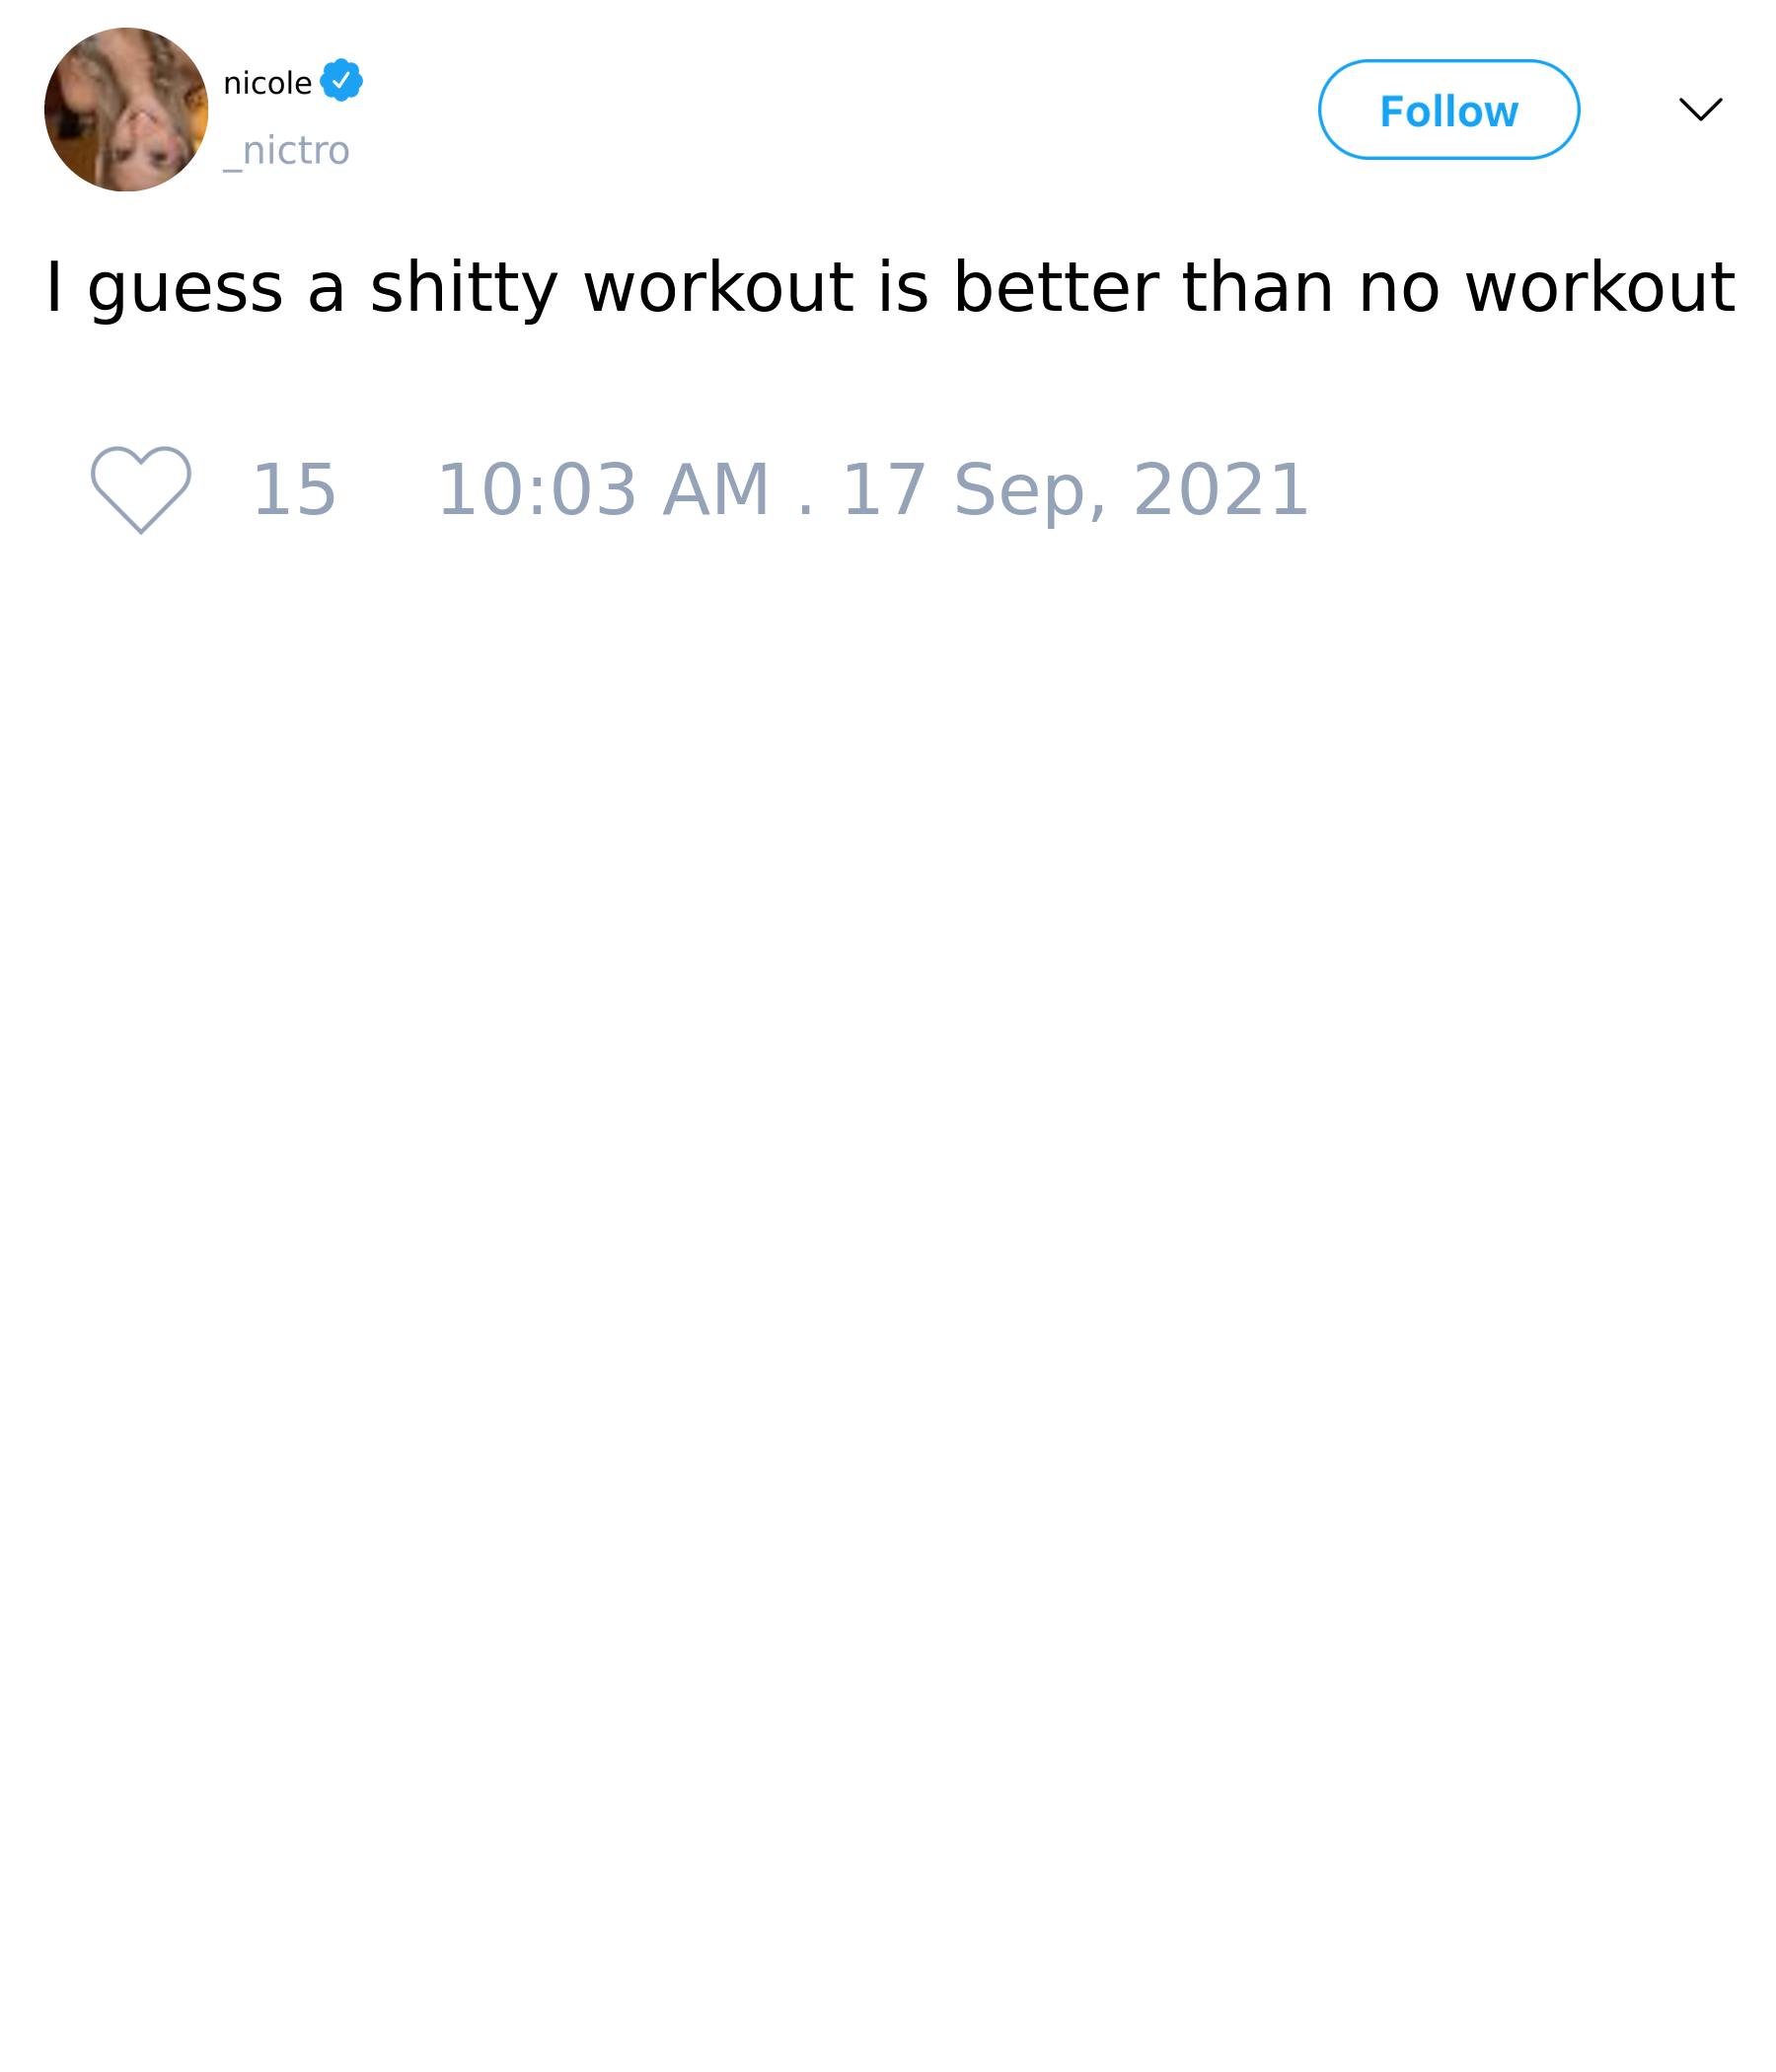 nicole
_nictro
Follow
I guess a shitty workout is better than no workout
15 10:03 AM . 17 Sep, 2021